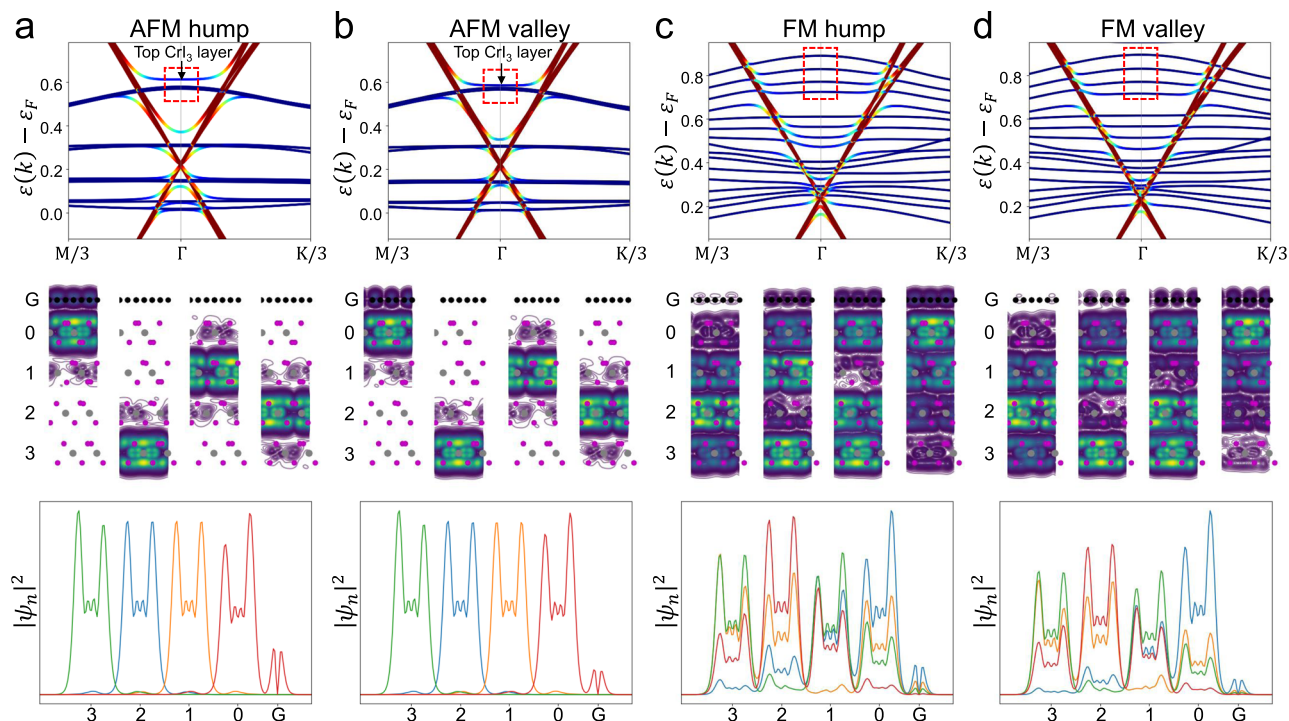 a AFM hump
b AFM valley
c FM hump
d FM valley
Top CrI₃ layer
Top CrI₃ layer
ε(k) − ε_F
0.6
0.4
0.2
0.0
M/3 Γ K/3
ε(k) − ε_F
0.6
0.4
0.2
0.0
M/3 Γ K/3
ε(k) − ε_F
0.8
0.6
0.4
0.2
M/3 Γ K/3
ε(k) − ε_F
0.8
0.6
0.4
0.2
M/3 Γ K/3
G
0
1
2
3
G
0
1
2
3
G
0
1
2
3
G
0
1
2
3
|ψₙ|²
3 2 1 0 G
|ψₙ|²
3 2 1 0 G
|ψₙ|²
3 2 1 0 G
|ψₙ|²
3 2 1 0 G